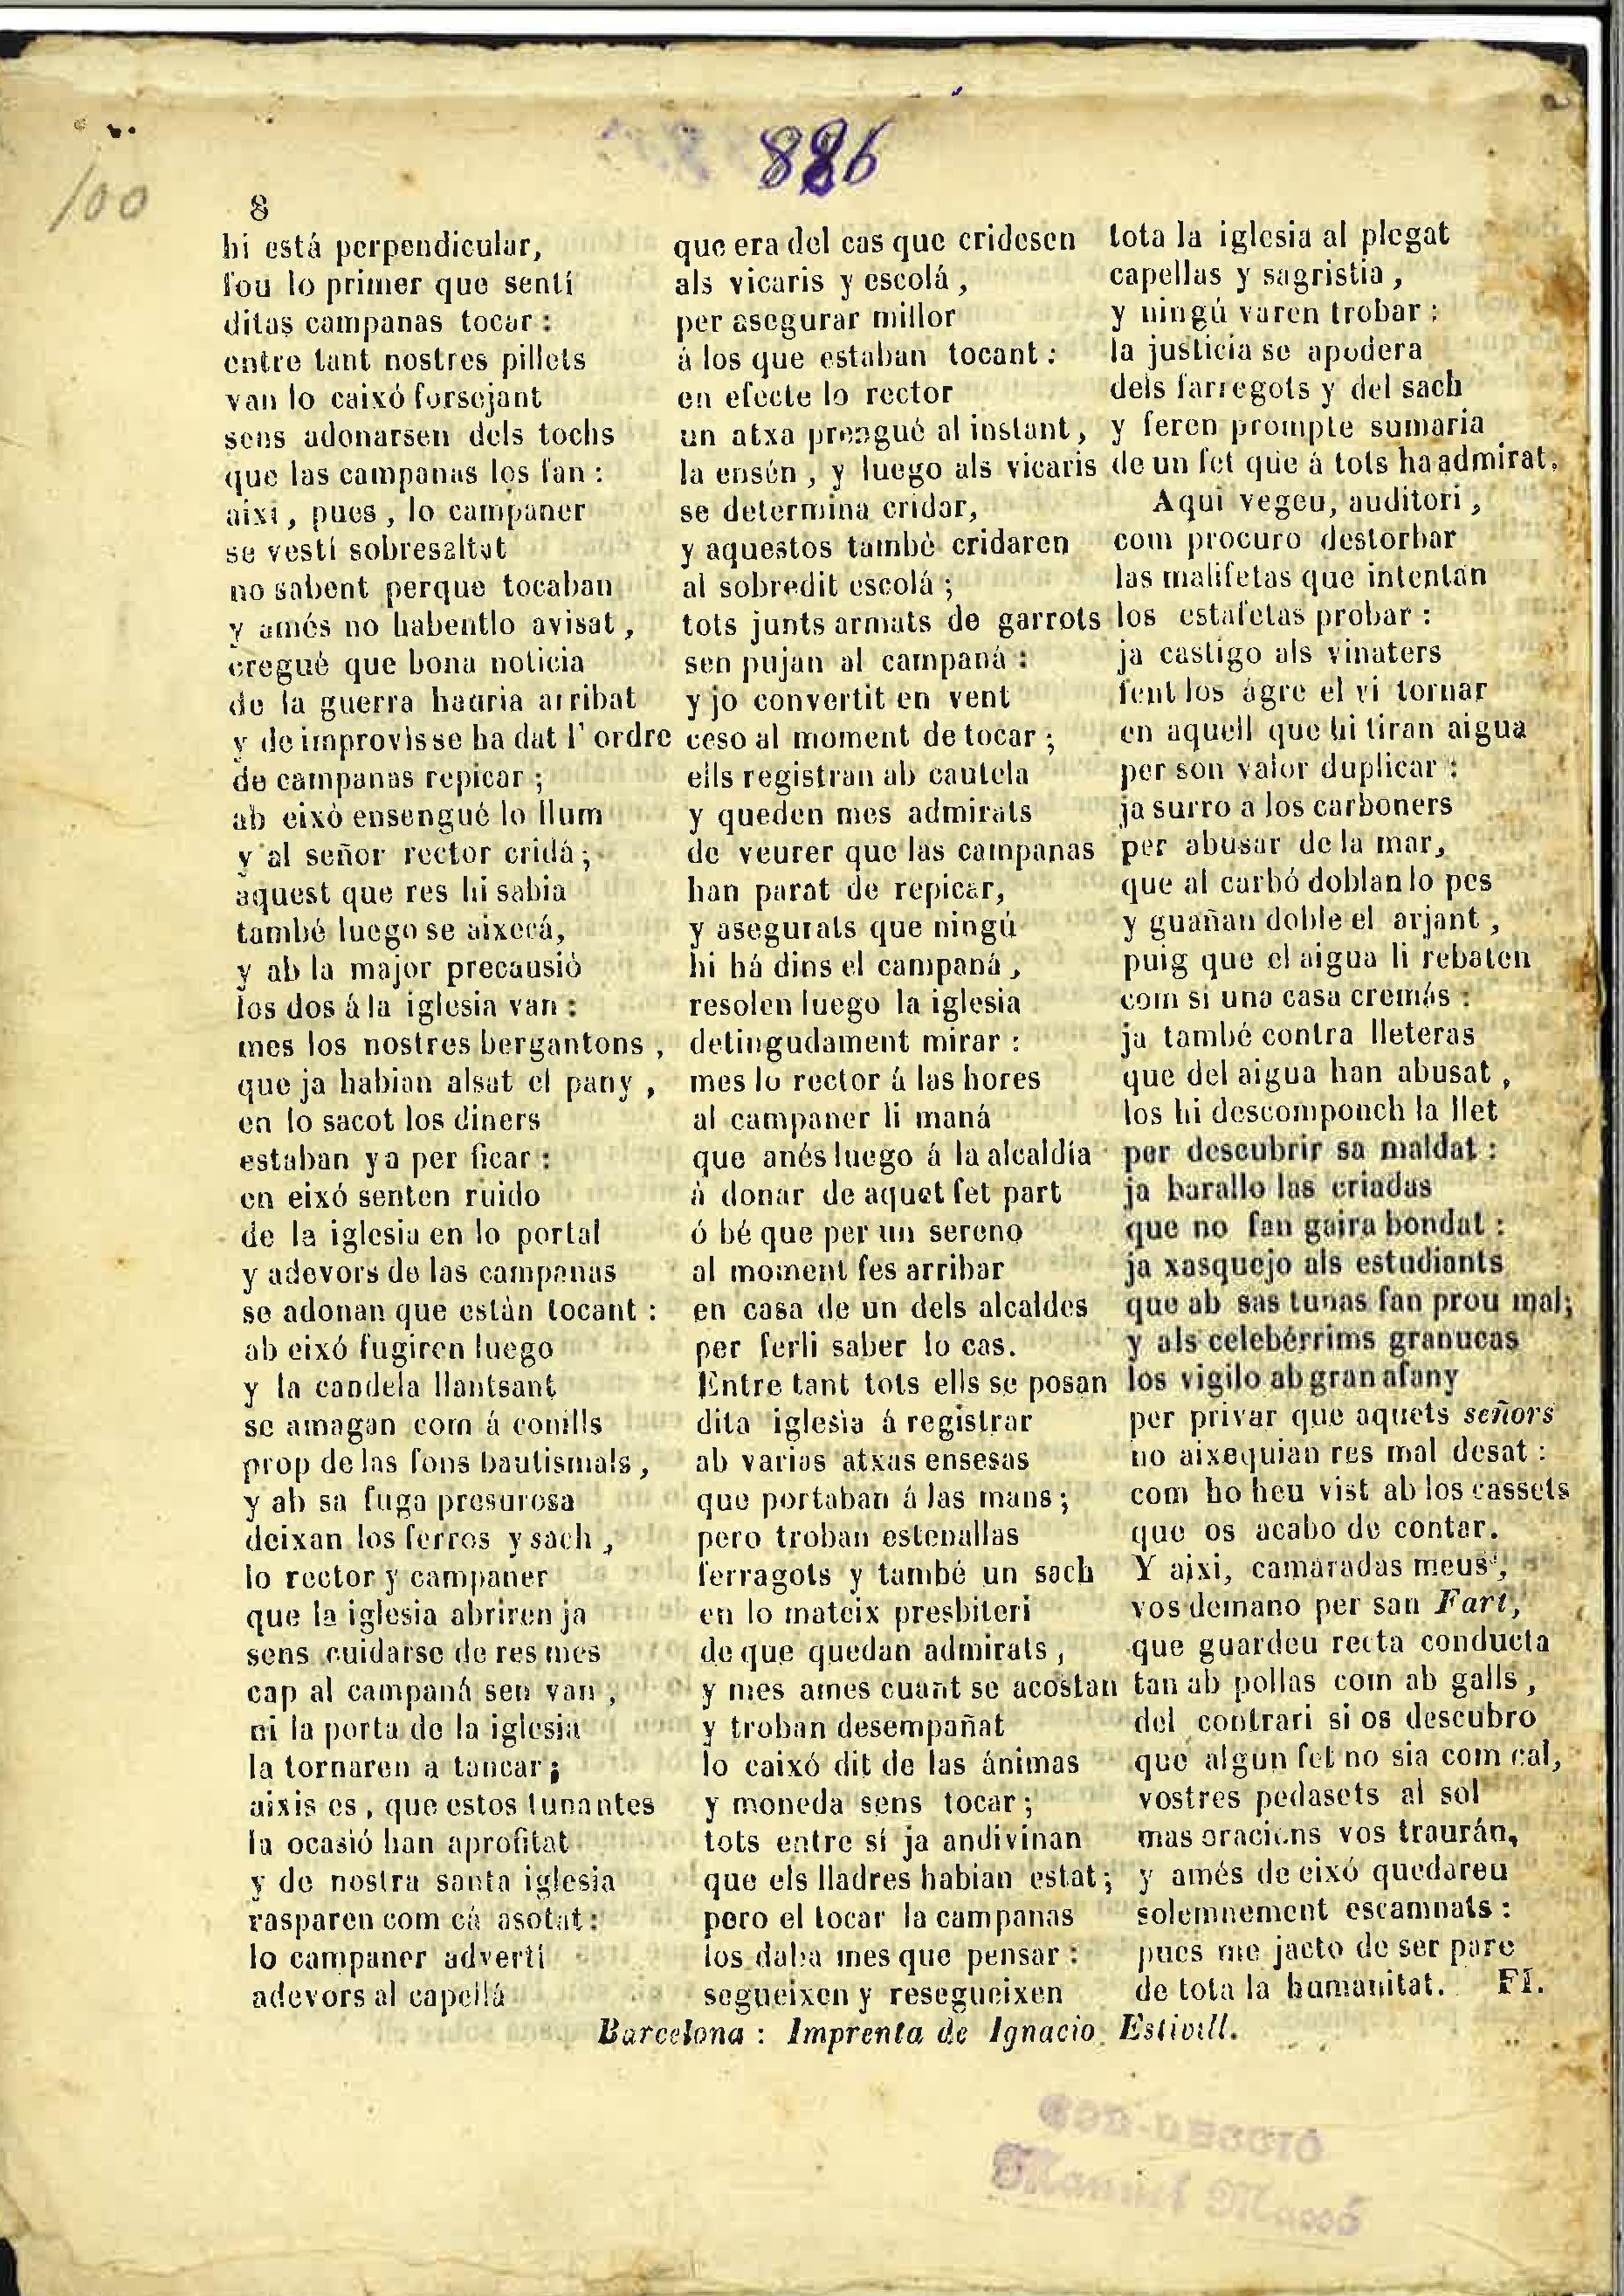 886
100
8
hi está perpendicular,
fou lo primer que sentí
ditas campanas tocar:
entre tant nostres pillets
van lo caixó forsejant
sens adonarsen dels tochs
que las campanas los fan:
aixi, pues, lo campaner
se vestí sobresaltat
no sabent perque tocaban
y amés no habentlo avisat,
cregué que bona noticia
de la guerra hauria arribat
y de improvis se ha dat l' ordre
de campanas repicar;
ab eixò ensengué lo llum
y al señor rector cridá;
aquest que res hi sabia
també luego se aixecá,
y ab la major precausió
los dos á la iglesia van:
mes los nostres bergantons,
que ja habian alsat el pany,
en lo sacot los diners
estaban ya per ficar:
en eixó senten ruido
de la iglesia en lo portal
y adevors de las campanas
se adonan que están tocant:
ab eixó fugiren luego
y la candela llantsant
se amagan com á conills
prop de las fons bautismals,
y ab sa fuga presurosa
deixan los ferros y sach,
lo rector y campaner
que la iglesia abriren ja
sens cuidarse de res mes
cap al campaná sen van,
ni la porta de la iglesia
la tornaren a tancar;
aixis es, que estos tunantes
la ocasió han aprofitat
y de nostra santa iglesia
rasparen com cá asotat:
lo campaner advertí
adevors al capellá
que era del cas que cridesen
als vicaris y escolá,
per asegurar millor
á los que estaban tocant:
en efecte lo rector
un atxa prengué al instant,
la ensén, y luego als vicaris
se determina cridar,
y aquestos també cridaren
al sobredit escolá;
tots junts armats de garrots
sen pujan al campaná:
y jo convertit en vent
ceso al moment de tocar;
ells registran ab cautela
y queden mes admirats
de veurer que las campanas
han parat de repicar,
y asegurats que ningú
hi há dins el campaná,
resolen luego la iglesia
detingudament mirar:
mes lo rector á las hores
al campaner li maná
que anés luego á la alcaldía
á donar de aquet fet part
ó bé que per un sereno
al moment fes arribar
en casa de un dels alcaldes
per ferli saber lo cas.
Entre tant tots ells se posan
dita iglesia á registrar
ab varias atxas ensesas
que portaban á las mans;
pero troban estenallas
ferragots y també un sach
en lo mateix presbiteri
de que quedan admirats,
y mes ames cuant se acostan
y troban desempañat
lo caixó dit de las ánimas
y moneda sens tocar;
tots entre sí ja andivinan
que els lladres habian estat;
pero el tocar la campanas
los daba mes que pensar:
segueixen y resegueixen
tota la iglesia al plegat
capellas y sagristia,
y ningú varen trobar:
la justicia se apodera
dels farregots y del sach
y feren prompte sumaria
de un fet que á tots ha admirat.
Aqui vegeu, auditori,
com procuro destorbar
las malifetas que intentan
los estafetas probar:
ja castigo als vinaters
fent los agre el vi tornar
en aquell que hi tiran aigua
per son valor duplicar:
ja surro a los carboners
per abusar de la mar,
que al carbó doblan lo pes
y guañan doble el arjant,
puig que el aigua li rebaten
com si una casa cremás:
ja també contra lleteras
que del aigua han abusat,
los hi descomponch la llet
per descubrir sa maldat:
ja barallo las criadas
que no fan gaira bondat:
ja xasquejo als estudiants
que ab sas tunas fan prou mal;
y als celebérrims granucas
los vigilo ab gran afany
per privar que aquets señors
no aixequian res mal desat:
com ho heu vist ab los cassets
que os acabo de contar.
Y aixi, camaradas meus,
vos demano per san Fart,
que guardeu recta conducta
tan ab pollas com ab galls,
del contrari si os descubro
que algun fet no sia com cal,
vostres pedasets al sol
mas oracions vos traurán,
y amés de eixó quedareu
solemnement escamnats:
pues me jacto de ser pare
de tota la humanitat. FI.
Barcelona: Imprenta de Ignacio Estivill.
COL·LECCIÓ
Manuel Massó